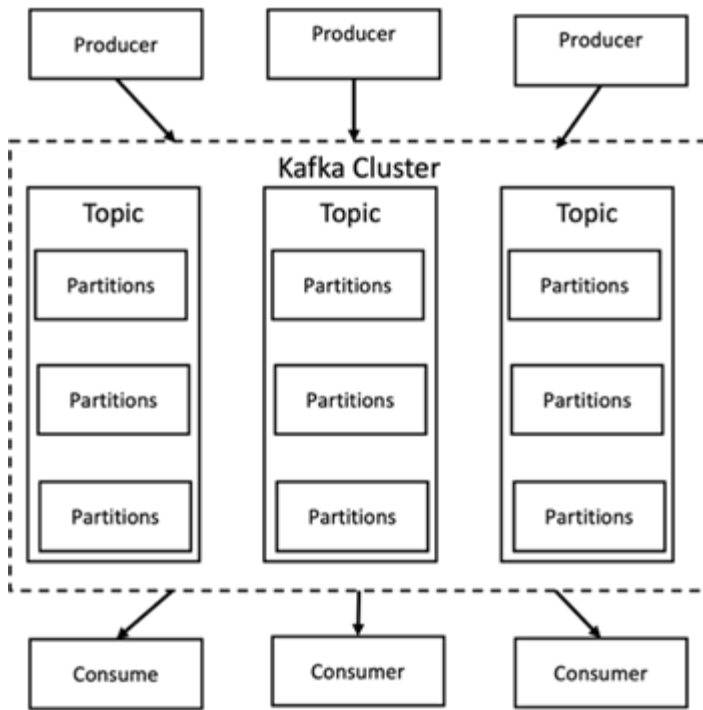 Producer
Producer
Producer
Kafka Cluster
Topic
Topic
Topic
Partitions
Partitions
Partitions
Partitions
Partitions
Partitions
Partitions
Partitions
Partitions
Consume
Consumer
Consumer